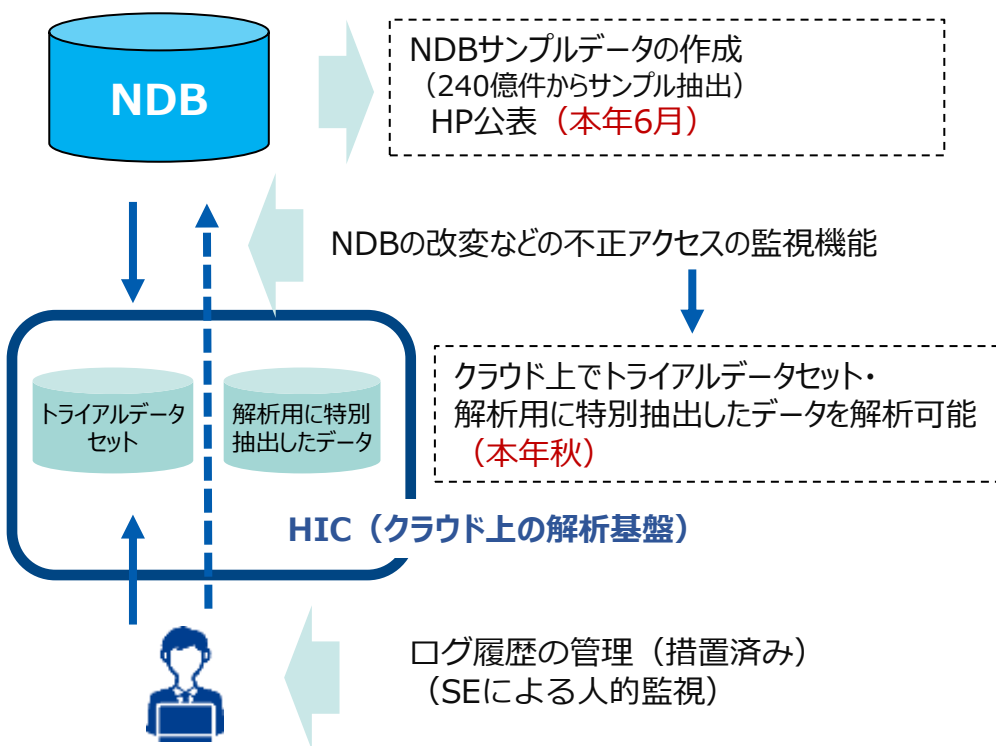 NDB
NDBサンプルデータの作成
（240億件からサンプル抽出）
HP公表（本年6月）
NDBの改変などの不正アクセスの監視機能
トライアルデータ
セット
解析用に特別
抽出したデータ
クラウド上でトライアルデータセット・
解析用に特別抽出したデータを解析可能
（本年秋）
HIC（クラウド上の解析基盤）
ログ履歴の管理（措置済み）
（SEによる人的監視）